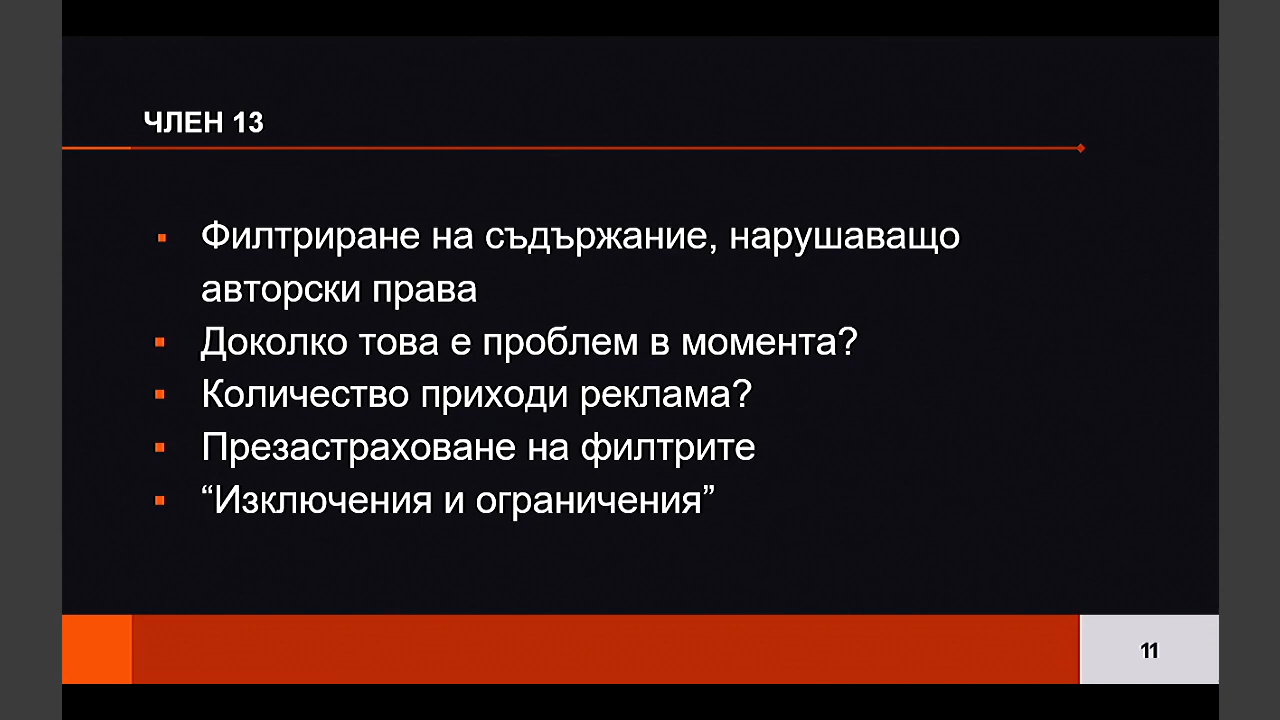 ЧЛЕН 13
Филтриране на съдържание, нарушаващо
авторски права
Доколко това е проблем в момента?
Количество приходи реклама?
Презастраховане на филтрите
“Изключения и ограничения”
11